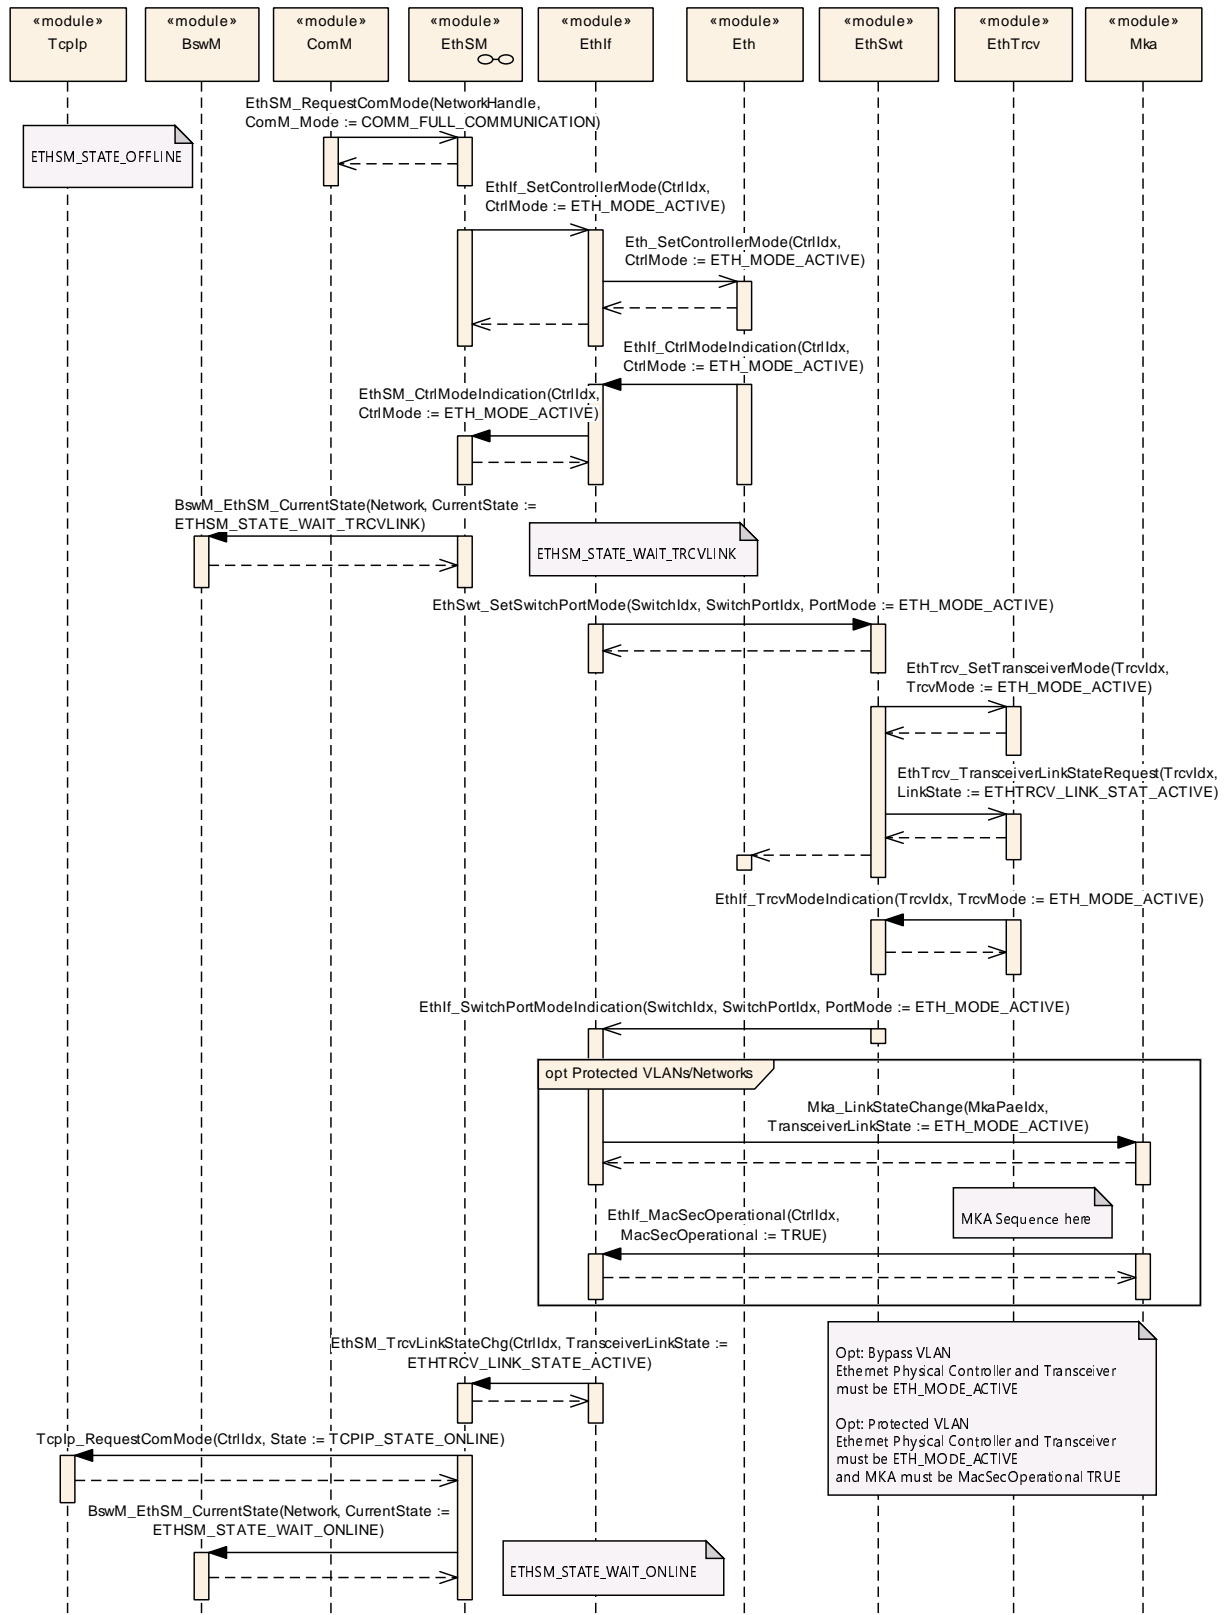 «module»
TcpIp
«module»
BswM
«module»
ComM
«module»
EthSM
«module»
EthIf
«module»
Eth
«module»
EthSwt
«module»
EthTrcv
«module»
Mka
EthSM_RequestComMode(NetworkHandle,
ComM_Mode := COMM_FULL_COMMUNICATION)
ETHSM_STATE_OFFLINE
EthIf_SetControllerMode(CtrlIdx,
CtrlMode := ETH_MODE_ACTIVE)
Eth_SetControllerMode(CtrlIdx,
CtrlMode := ETH_MODE_ACTIVE)
EthIf_CtrlModeIndication(CtrlIdx,
CtrlMode := ETH_MODE_ACTIVE)
EthSM_CtrlModeIndication(CtrlIdx,
CtrlMode := ETH_MODE_ACTIVE)
BswM_EthSM_CurrentState(Network, CurrentState :=
ETHSM_STATE_WAIT_TRCVLINK)
ETHSM_STATE_WAIT_TRCVLINK
EthSwt_SetSwitchPortMode(SwitchIdx, SwitchPortIdx, PortMode := ETH_MODE_ACTIVE)
EthTrcv_SetTransceiverMode(TrcvIdx,
TrcvMode := ETH_MODE_ACTIVE)
EthTrcv_TransceiverLinkStateRequest(TrcvIdx,
LinkState := ETHTRCV_LINK_STAT_ACTIVE)
EthIf_TrcvModeIndication(TrcvIdx, TrcvMode := ETH_MODE_ACTIVE)
EthIf_SwitchPortModeIndication(SwitchIdx, SwitchPortIdx, PortMode := ETH_MODE_ACTIVE)
opt Protected VLANs/Networks
Mka_LinkStateChange(MkaPaeIdx,
TransceiverLinkState := ETH_MODE_ACTIVE)
MKA Sequence here
EthIf_MacSecOperational(CtrlIdx,
MacSecOperational := TRUE)
EthSM_TrcvLinkStateChg(CtrlIdx, TransceiverLinkState :=
ETHTRCV_LINK_STATE_ACTIVE)
Opt: Bypass VLAN
Ethernet Physical Controller and Transceiver
must be ETH_MODE_ACTIVE
Opt: Protected VLAN
Ethernet Physical Controller and Transceiver
must be ETH_MODE_ACTIVE
and MKA must be MacSecOperational TRUE
TcpIp_RequestComMode(CtrlIdx, State := TCPIP_STATE_ONLINE)
BswM_EthSM_CurrentState(Network, CurrentState :=
ETHSM_STATE_WAIT_ONLINE)
ETHSM_STATE_WAIT_ONLINE